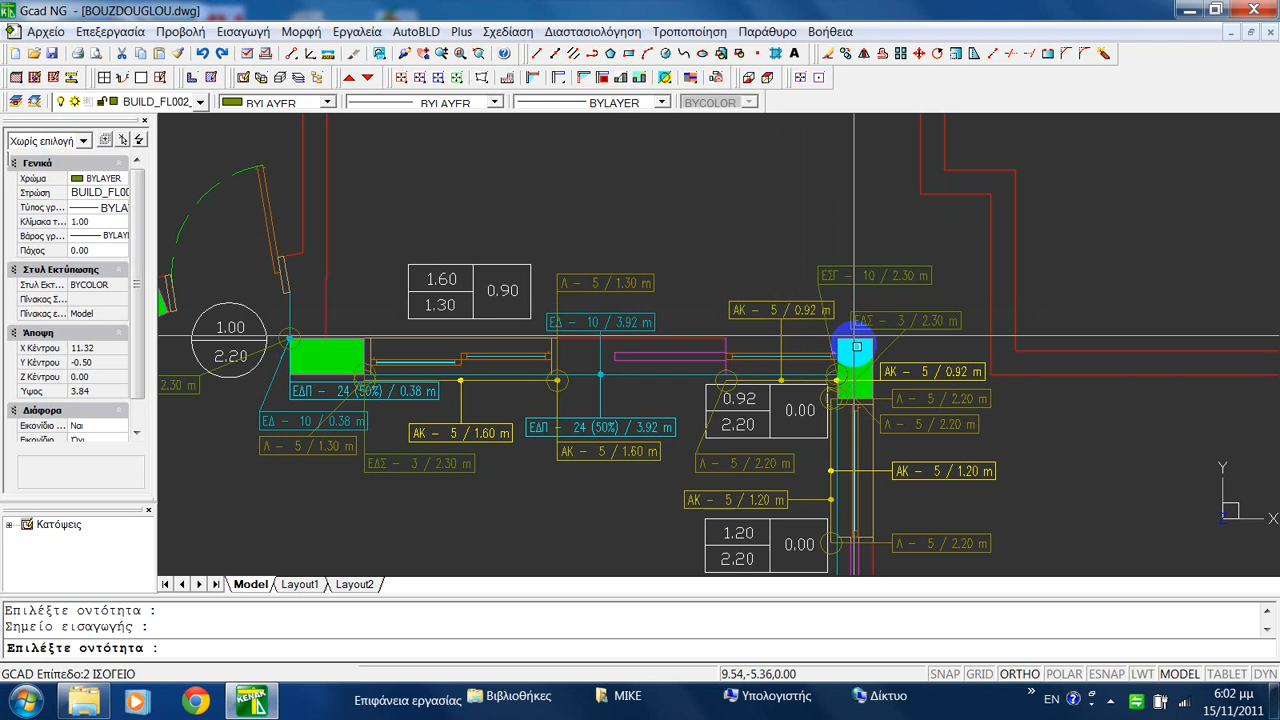 Gcad NG - [BOUZDOUGLOU.dwg]
Αρχείο Επεξεργασία Προβολή Εισαγωγή Μορφή Εργαλεία AutoBLD Plus Σχεδίαση Διαστασιολόγηση Τροποποίηση Παράθυρο Βοήθεια
BUILD_FL002_ BYLAYER BYLAYER BYLAYER BYCOLOR
Χωρίς επιλογή
Γενικά
Χρώμα BYLAYER
Στρώση BUILD_FL00
Τύπος γρ... BYLA
Κλίμακα τ... 1.00
Βάρος γρ... BYLAY
Πάχος 0.00
Στυλ Εκτύπωσης
Στυλ Εκτ... BYCOLOR
Πίνακας Σ...
Πίνακας ε... Model
Άποψη
X Κέντρου 11.32
Y Κέντρου -0.50
Z Κέντρου 0.00
Υψος 3.84
Διάφορα
Εικονίδιο Ναι
Κατόψεις
1.60
1.30
0.90
1.00
2.20
2.30 m
Λ - 5 / 1.30 m
ΕΔ - 10 / 3.92 m
ΑΚ - 5 / 0.92 m
ΕΣΓ - 10 / 2.30 m
ΕΔΣ - 3 / 2.30 m
ΕΔΠ - 24 (50%) / 0.38 m
ΕΔ - 10 / 0.38 m
Λ - 5 / 1.30 m
ΕΔΣ - 3 / 2.30 m
ΑΚ - 5 / 1.60 m
ΕΔΠ - 24 (50%) / 3.92 m
ΑΚ - 5 / 1.60 m
0.92
2.20
0.00
ΑΚ - 5 / 0.92 m
Λ - 5 / 2.20 m
Λ - 5 / 2.20 m
Λ - 5 / 2.20 m
ΑΚ - 5 / 1.20 m
ΑΚ - 5 / 1.20 m
1.20
2.20
0.00
Λ - 5 / 2.20 m
Y
X
Z
Model Layout1 Layout2
Επιλέξτε οντότητα :
Σημείο εισαγωγής :
Επιλέξτε οντότητα :
GCAD Επίπεδο:2 ΙΣΟΓΕΙΟ 9.54,-5.36,0.00 SNAP GRID ORTHO POLAR ESNAP LWT MODEL TABLET DYN
KENAK Επιφάνεια εργασίας Βιβλιοθήκες MIKE Υπολογιστής Δίκτυο » EN 6:02 μμ
15/11/2011